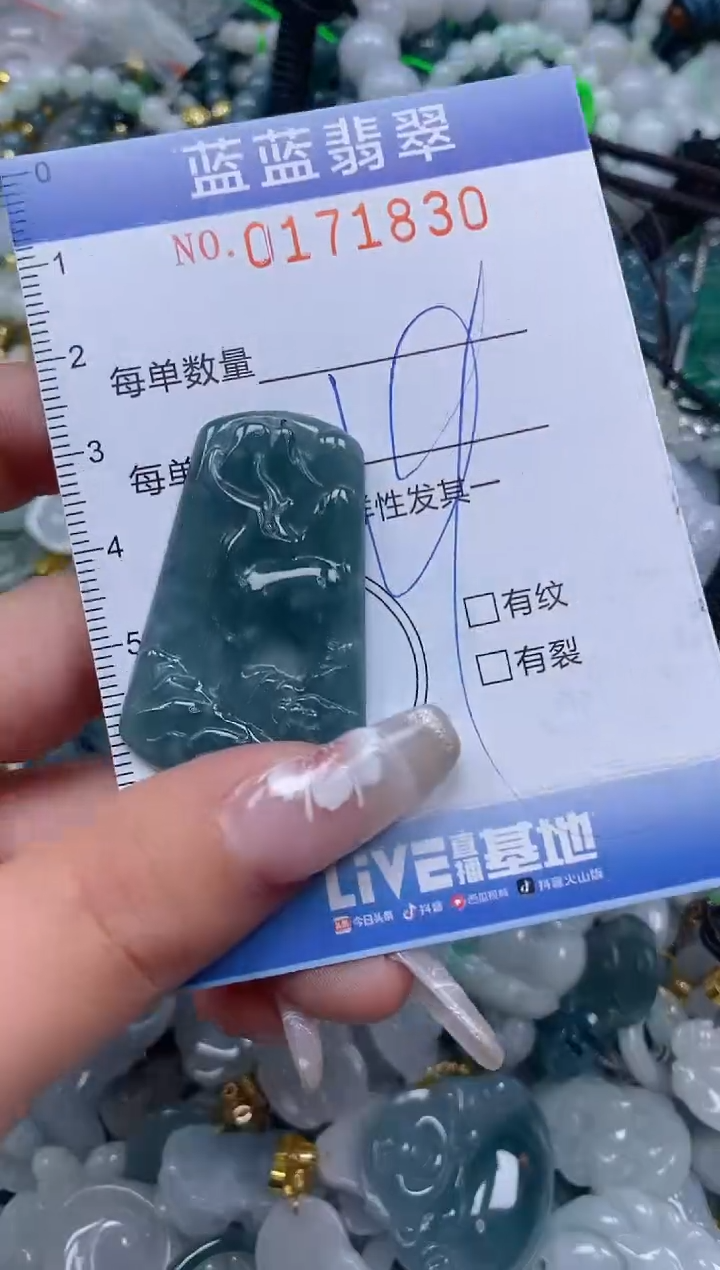 蓝蓝翡翠
NO.0171830
0
1
2
3
4
5
每单数量
每单
性发其一
□有纹
□有裂
LiVE直播基地
今日头条 抖音 西瓜视频 抖音火山版